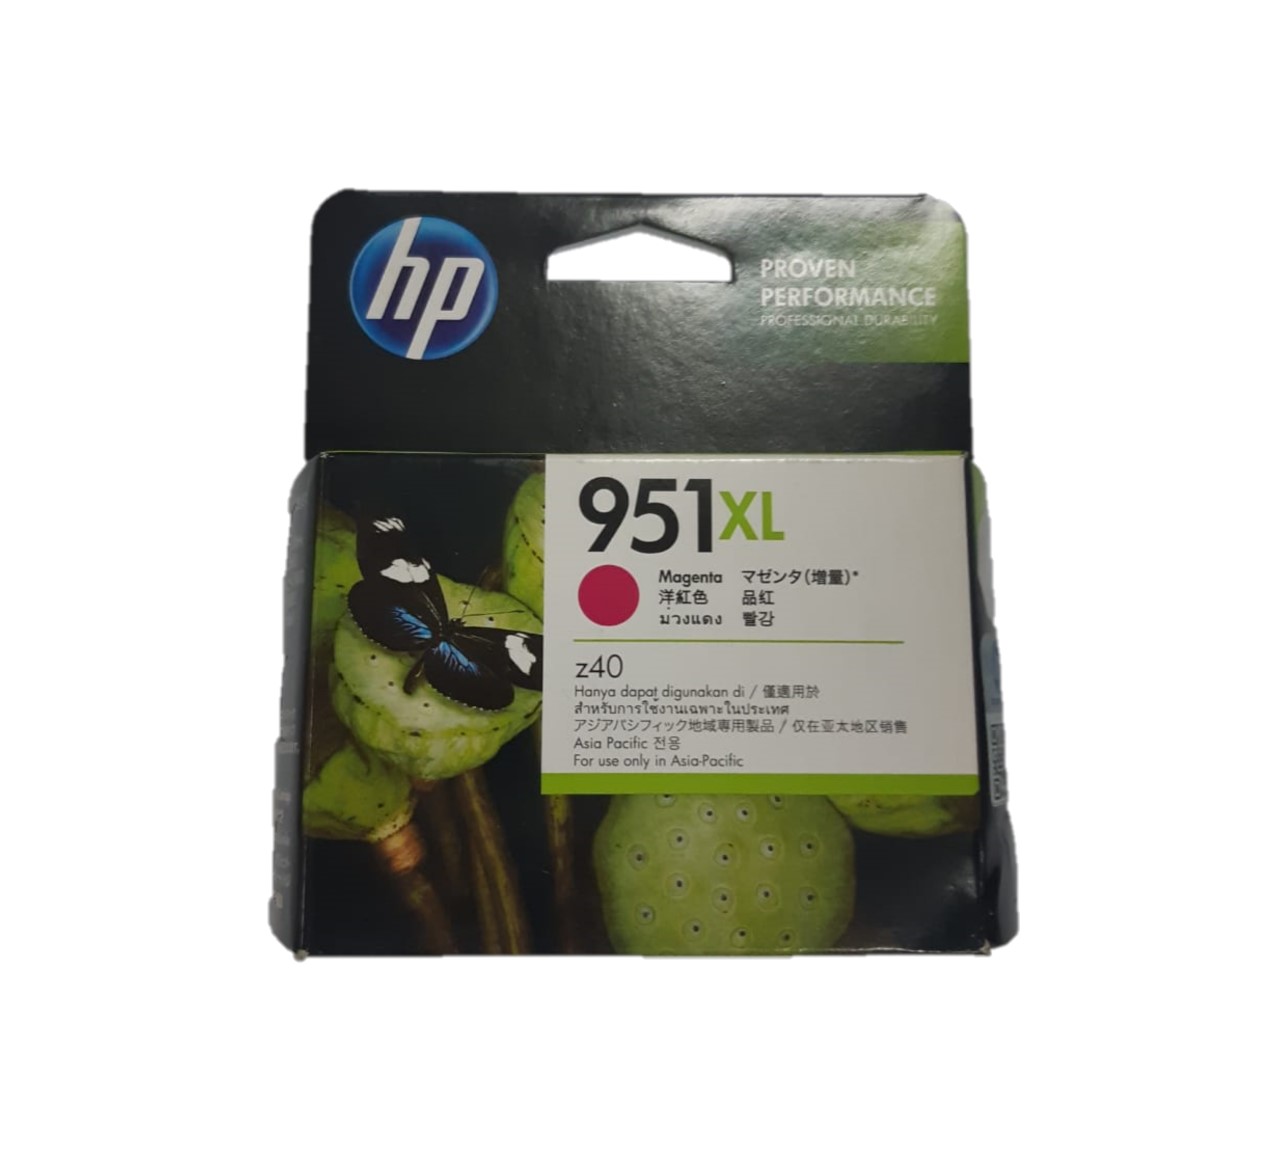 hp
PROVEN
PERFORMANCE
PROFESSIONAL DURABILITY
951XL
Magenta マゼンタ(増量)*
洋紅色 品红
ม่วงแดง 빨강
z40
Hanya dapat digunakan di / 僅適用於
สำหรับการใช้งานเฉพาะในประเทศ
アジアパシフィック地域専用製品 / 仅在亚太地区销售
Asia Pacific 전용
For use only in Asia-Pacific